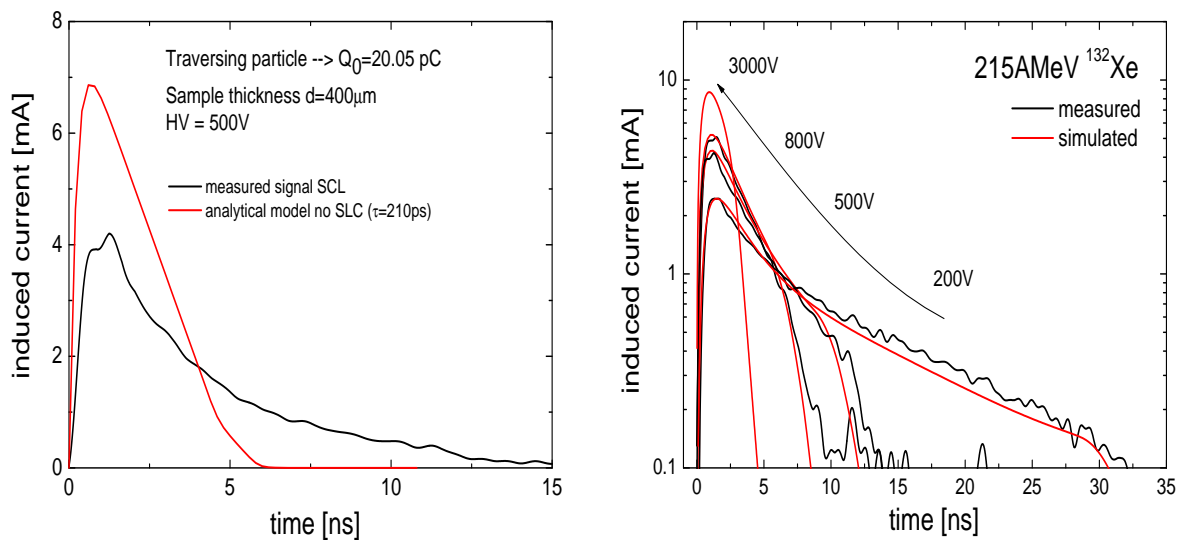 Traversing particle --> Q0=20.05 pC
Sample thickness d=400μm
HV = 500V
measured signal SCL
analytical model no SLC (τ=210ps)
induced current [mA]
8
6
4
2
0
0 5 10 15
time [ns]
215AMeV 132Xe
measured
simulated
3000V
800V
500V
200V
induced current [mA]
10
1
0.1
0 5 10 15 20 25 30 35
time [ns]